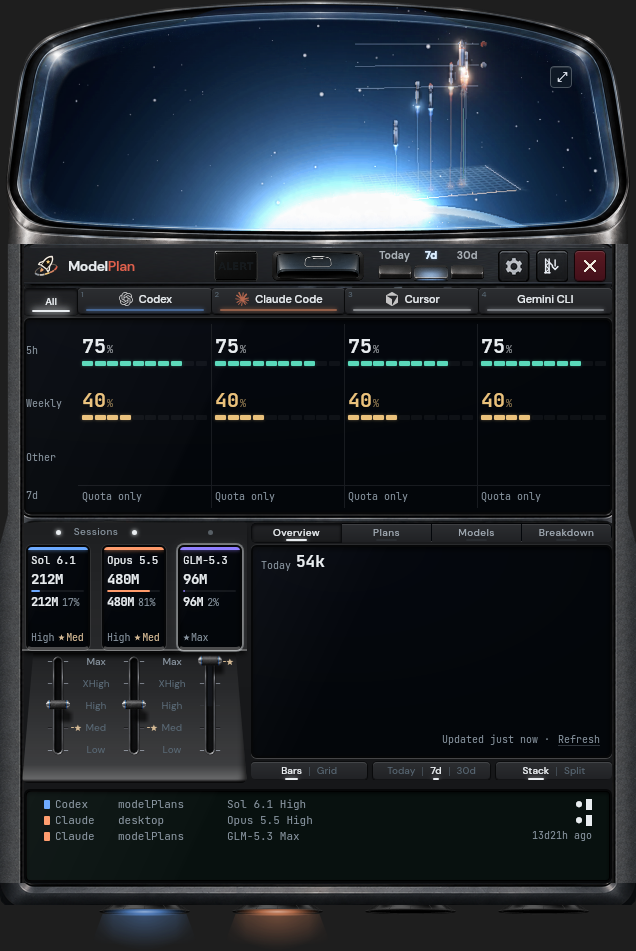 ModelPlan
ALERT
Today 7d 30d
All
1 Codex
2 Claude Code
3 Cursor
4 Gemini CLI
5h 75% 75% 75% 75%
Weekly 40% 40% 40% 40%
Other
7d Quota only Quota only Quota only Quota only
Sessions
Sol 6.1
212M
212M 17%
High ★Med
Opus 5.5
480M
480M 81%
High ★Med
GLM-5.3
96M
96M 2%
★Max
Max Max
XHigh XHigh
High High
Med Med
Low Low
Overview Plans Models Breakdown
Today 54k
Updated just now · Refresh
Bars | Grid
Today | 7d | 30d
Stack | Split
Codex modelPlans Sol 6.1 High
Claude desktop Opus 5.5 High
Claude modelPlans GLM-5.3 Max 13d21h ago